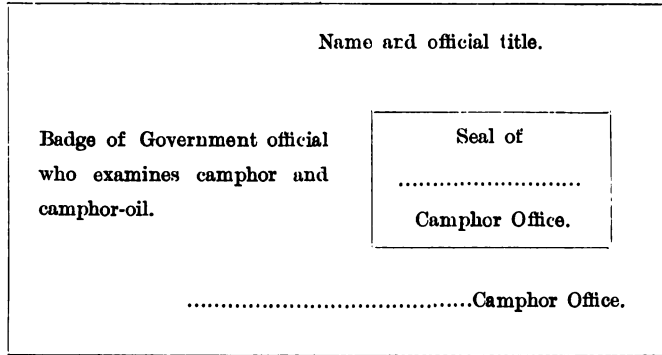 Name and official title.
Badge of Government official
who examines camphor and
camphor-oil.
Seal of
..........................
Camphor Office.
........................................Camphor Office.